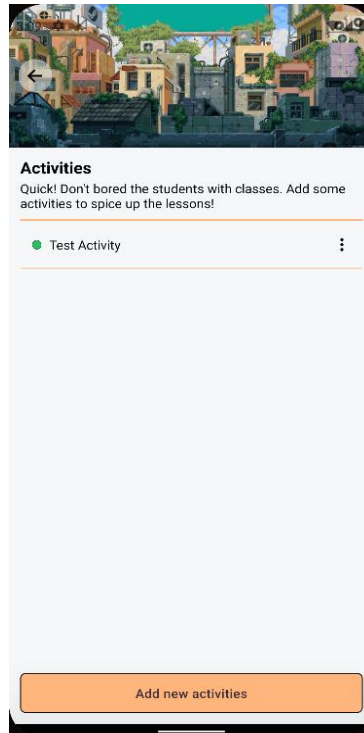 Activities
Quick! Don't bored the students with classes. Add some
activities to spice up the lessons!
Test Activity
Add new activities